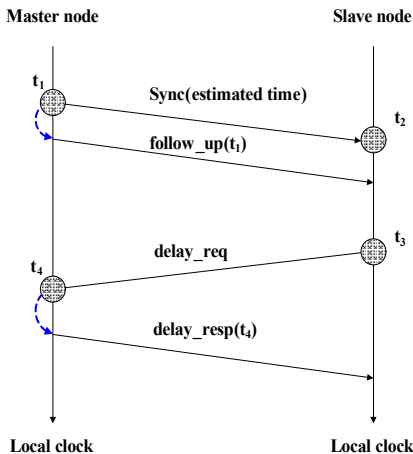 Master node
Slave node
t₁
Sync(estimated time)
t₂
follow_up(t₁)
t₃
delay_req
t₄
delay_resp(t₄)
Local clock
Local clock